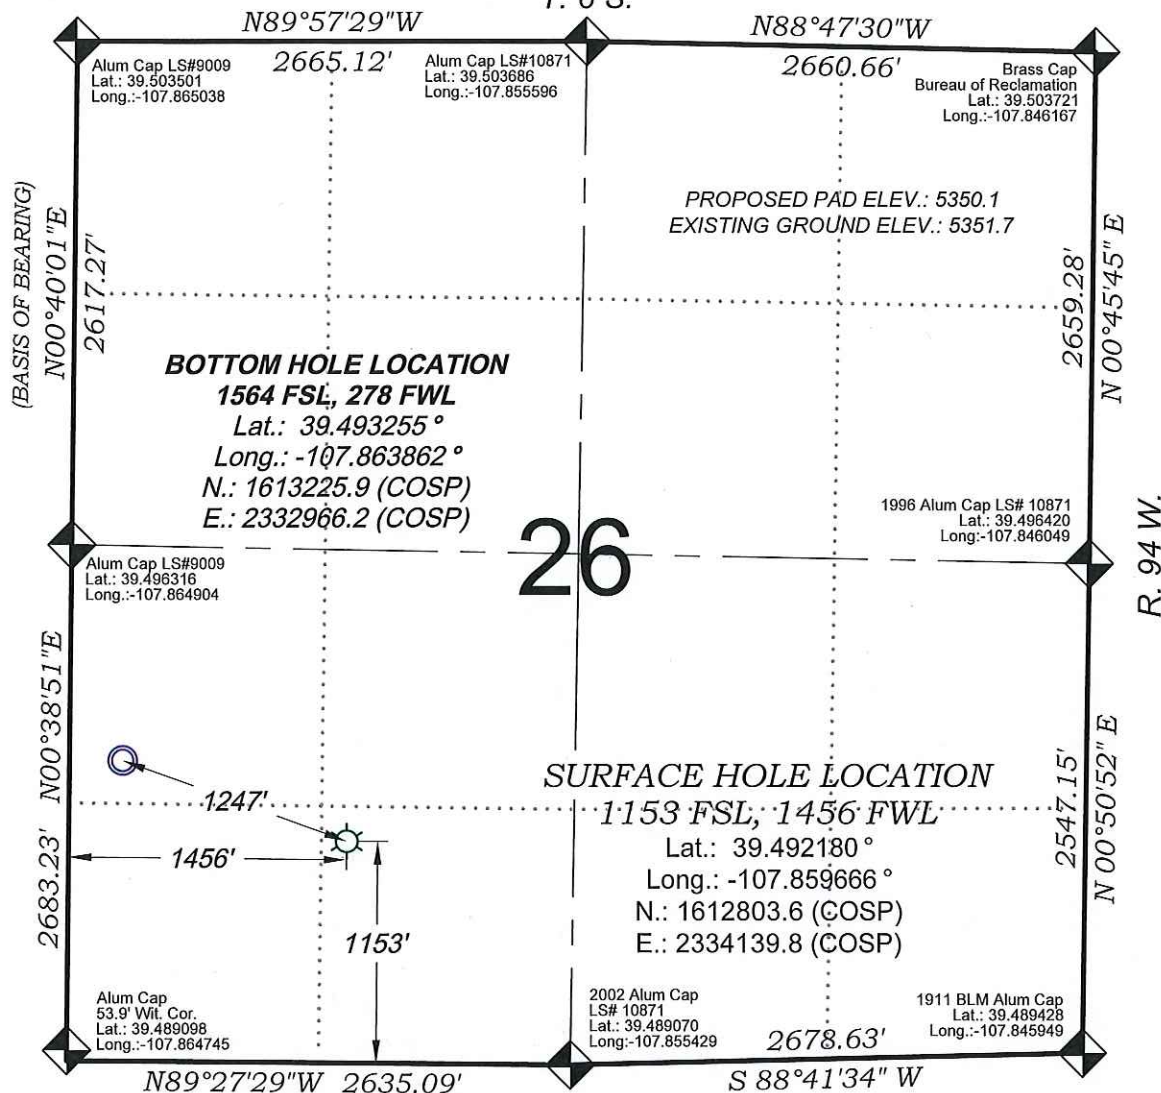 T. 6 S.
N89°57'29"W
N88°47'30"W
2665.12'
2660.66'
Alum Cap LS#9009
Lat.: 39.503501
Long.:-107.865038
Alum Cap LS#10871
Lat.: 39.503686
Long.:-107.855596
Brass Cap
Bureau of Reclamation
Lat.: 39.503721
Long.:-107.846167
PROPOSED PAD ELEV.: 5350.1
EXISTING GROUND ELEV.: 5351.7
(BASIS OF BEARING)
N00°40'01"E
2617.27'
2659.28'
N 00°45'45" E
BOTTOM HOLE LOCATION
1564 FSL, 278 FWL
Lat.: 39.493255°
Long.: -107.863862°
N.: 1613225.9 (COSP)
E.: 2332966.2 (COSP)
26
1996 Alum Cap LS# 10871
Lat.: 39.496420
Long:-107.846049
R. 94 W.
Alum Cap LS#9009
Lat.: 39.496316
Long.:-107.864904
N00°38'51"E
2683.23'
1247'
1456'
1153'
SURFACE HOLE LOCATION
1153 FSL, 1456 FWL
Lat.: 39.492180°
Long.: -107.859666°
N.: 1612803.6 (COSP)
E.: 2334139.8 (COSP)
2547.15'
N 00°50'52" E
Alum Cap
53.9' Wit. Cor.
Lat.: 39.489098
Long.:-107.864745
2002 Alum Cap
LS# 10871
Lat.: 39.489070
Long:-107.855429
1911 BLM Alum Cap
Lat.: 39.489428
Long.:-107.845949
2678.63'
N89°27'29"W 2635.09'
S 88°41'34" W